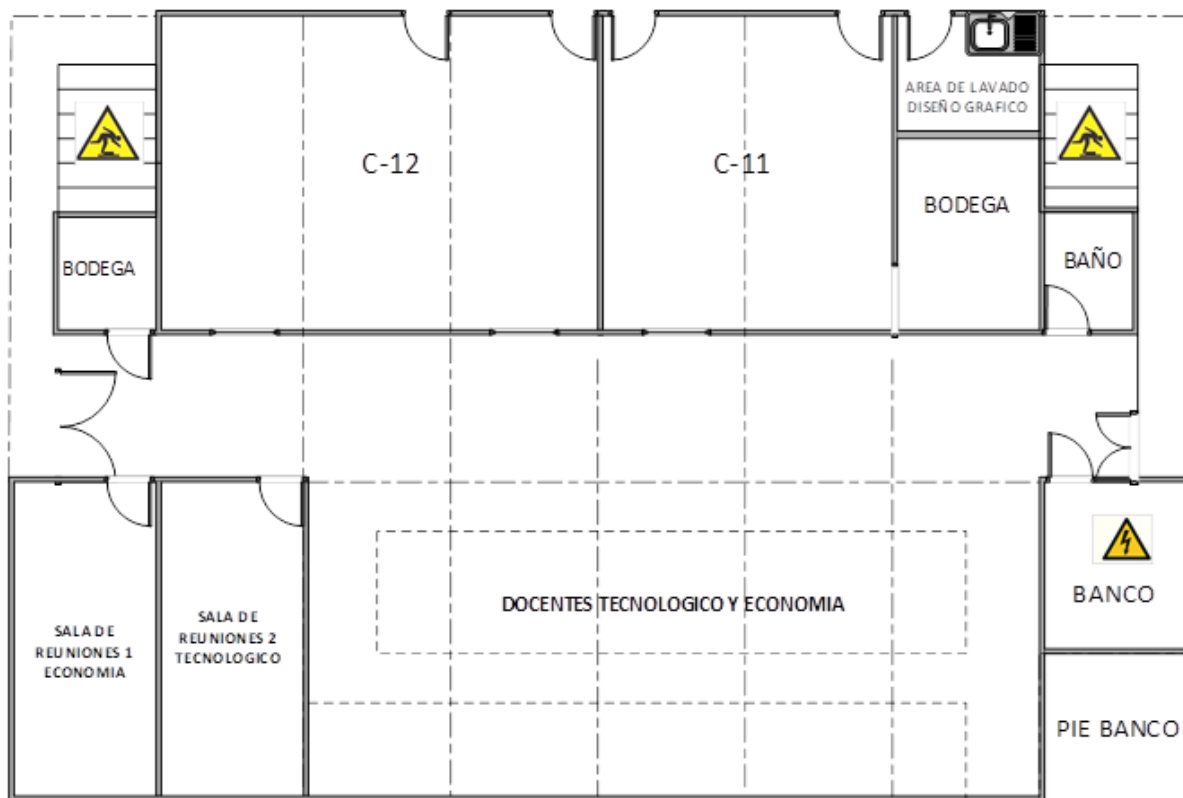 AREA DE LAVADO
DISEÑO GRAFICO
C-12
C-11
BODEGA
BODEGA
BAÑO
SALA DE
REUNIONES 1
ECONOMIA
SALA DE
REUNIONES 2
TECNOLOGICO
DOCENTES TECNOLOGICO Y ECONOMIA
BANCO
PIE BANCO